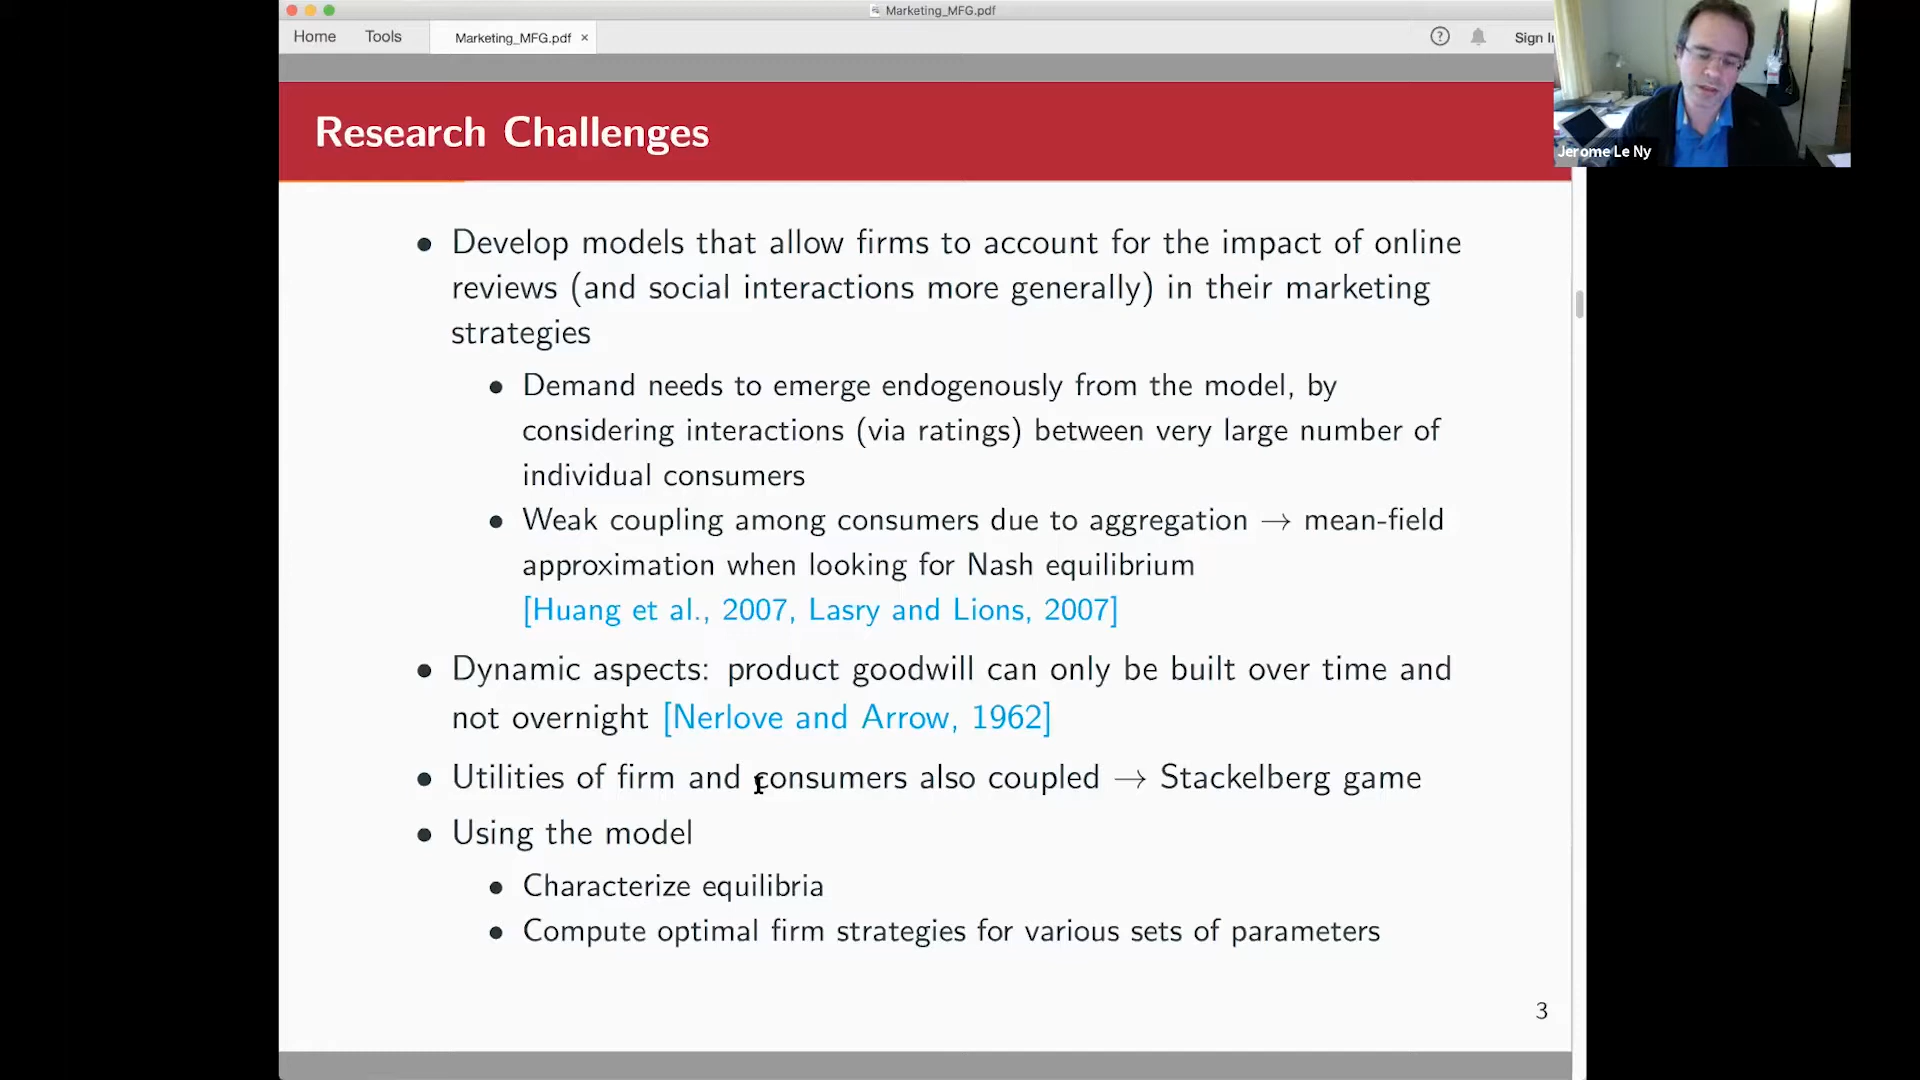 Marketing_MFG.pdf
Home
Tools
Marketing_MFG.pdf ×
?
Sign I
Jerome Le Ny
Research Challenges
• Develop models that allow firms to account for the impact of online
reviews (and social interactions more generally) in their marketing
strategies
• Demand needs to emerge endogenously from the model, by
considering interactions (via ratings) between very large number of
individual consumers
• Weak coupling among consumers due to aggregation → mean-field
approximation when looking for Nash equilibrium
[Huang et al., 2007, Lasry and Lions, 2007]
• Dynamic aspects: product goodwill can only be built over time and
not overnight [Nerlove and Arrow, 1962]
• Utilities of firm and consumers also coupled → Stackelberg game
• Using the model
• Characterize equilibria
• Compute optimal firm strategies for various sets of parameters
3